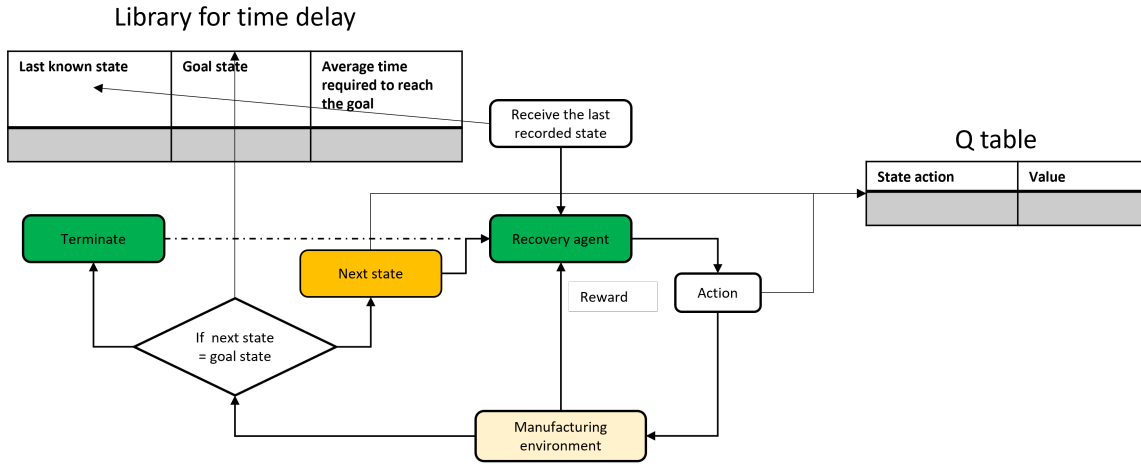 Library for time delay
Last known state
Goal state
Average time
required to reach
the goal
Receive the last
recorded state
Q table
State action
Value
Terminate
Recovery agent
Next state
Reward
Action
If next state
= goal state
Manufacturing
environment